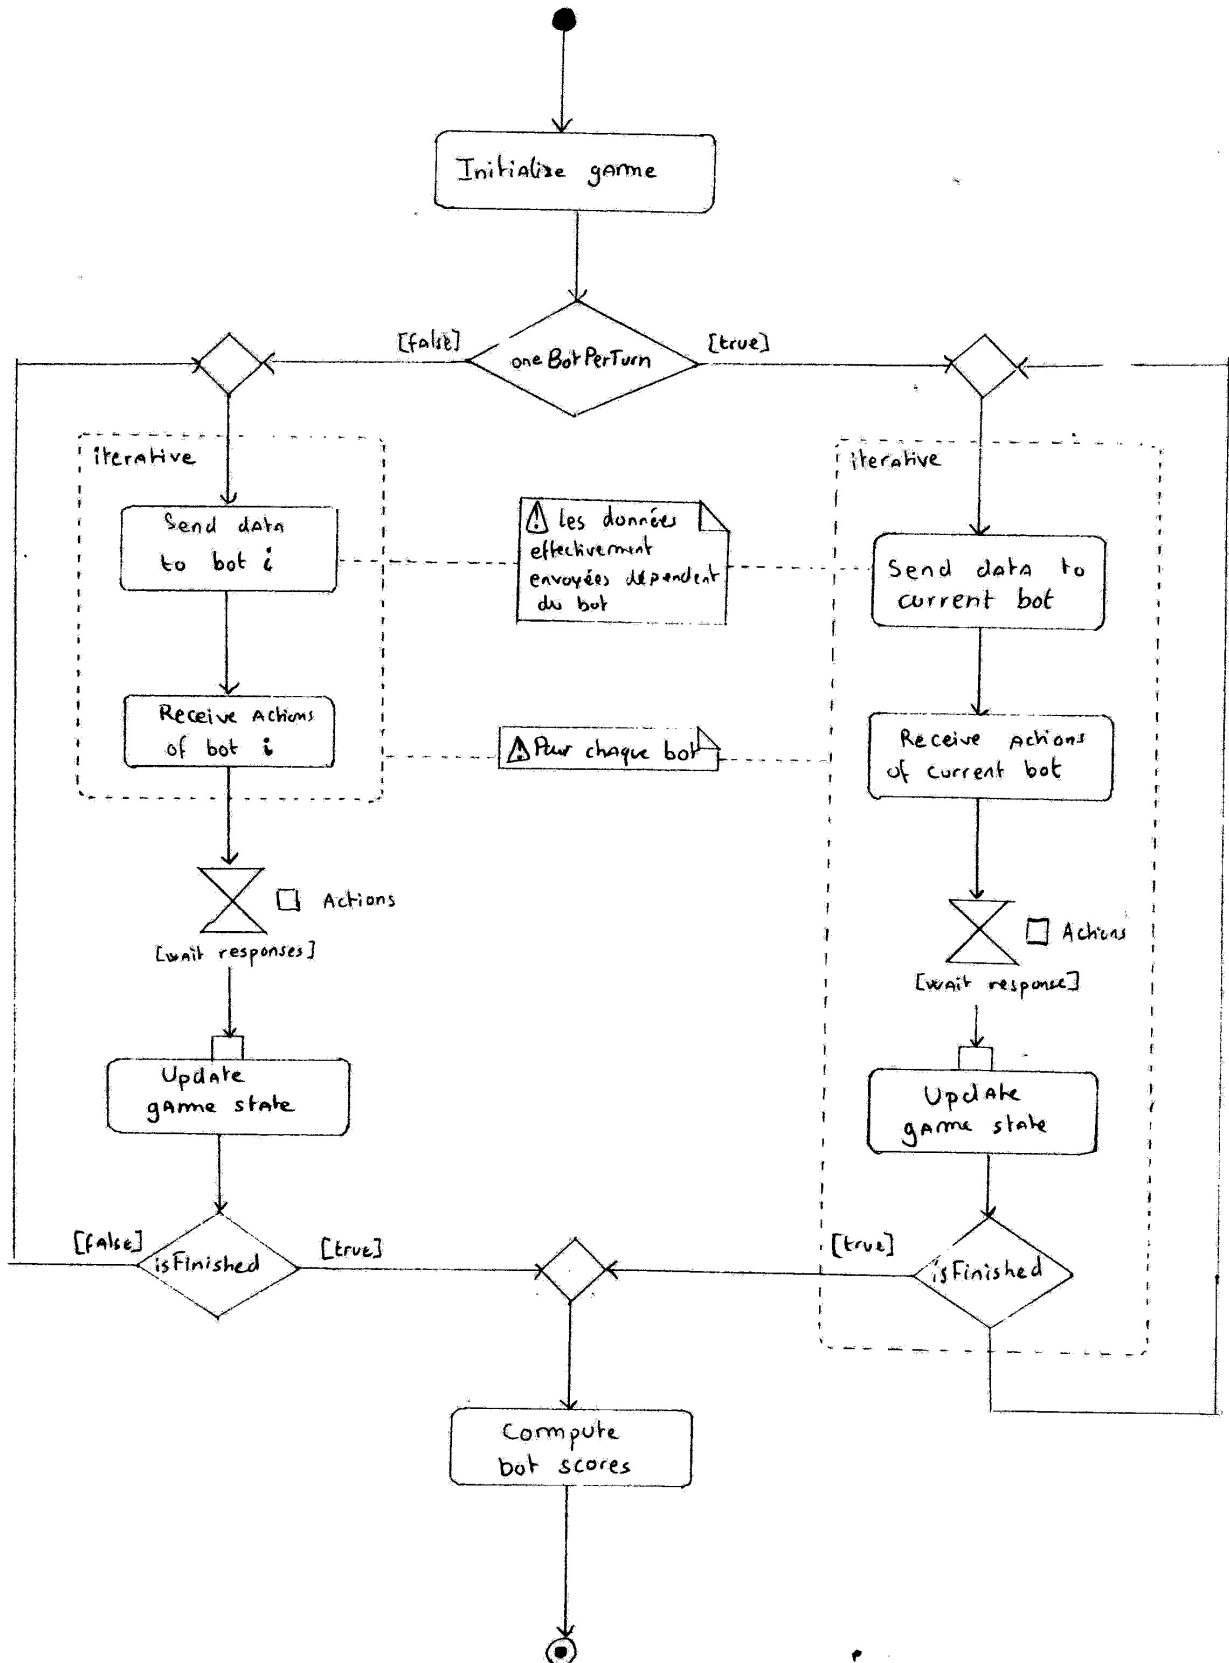 Initialize game
[false]
oneBotPerTurn
[true]
iterative
Send data
to bot i
Receive Actions
of bot i
Actions
[wait responses]
Update
game state
[false]
isFinished
[true]
⚠ les données
effectivement
envoyées dépendent
du bot
⚠ Pour chaque bot
iterative
Send data to
current bot
Receive Actions
of current bot
Actions
[wait response]
Update
game state
[true]
isFinished
Compute
bot scores